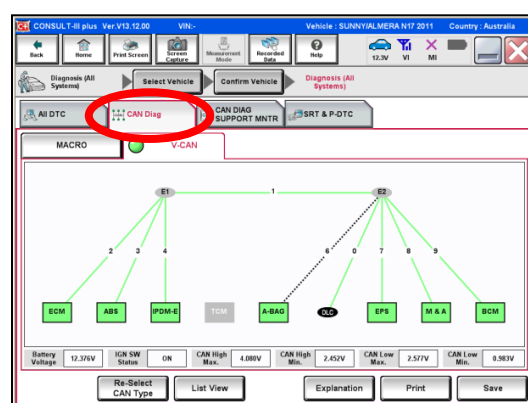 CONSULT-III plus Ver.V13.12.00 VIN:- Vehicle : SUNNY/ALMERA N17 2011 Country : Australia
Back Home Print Screen Screen Capture Measurement Mode Recorded Data Help 12.3V VI MI
Diagnosis (All Systems) Select Vehicle Confirm Vehicle Diagnosis (All Systems)
All DTC CAN Diag CAN DIAG SUPPORT MNTR SRT & P-DTC
MACRO V-CAN
E1 1 E2
2 3 4 6 0 7 8 9
ECM ABS IPDM-E TCM A-BAG DLC EPS M & A BCM
Battery Voltage 12.376V IGN SW Status ON CAN High Max. 4.080V CAN High Min. 2.452V CAN Low Max. 2.577V CAN Low Min. 0.983V
Re-Select CAN Type List View Explanation Print Save